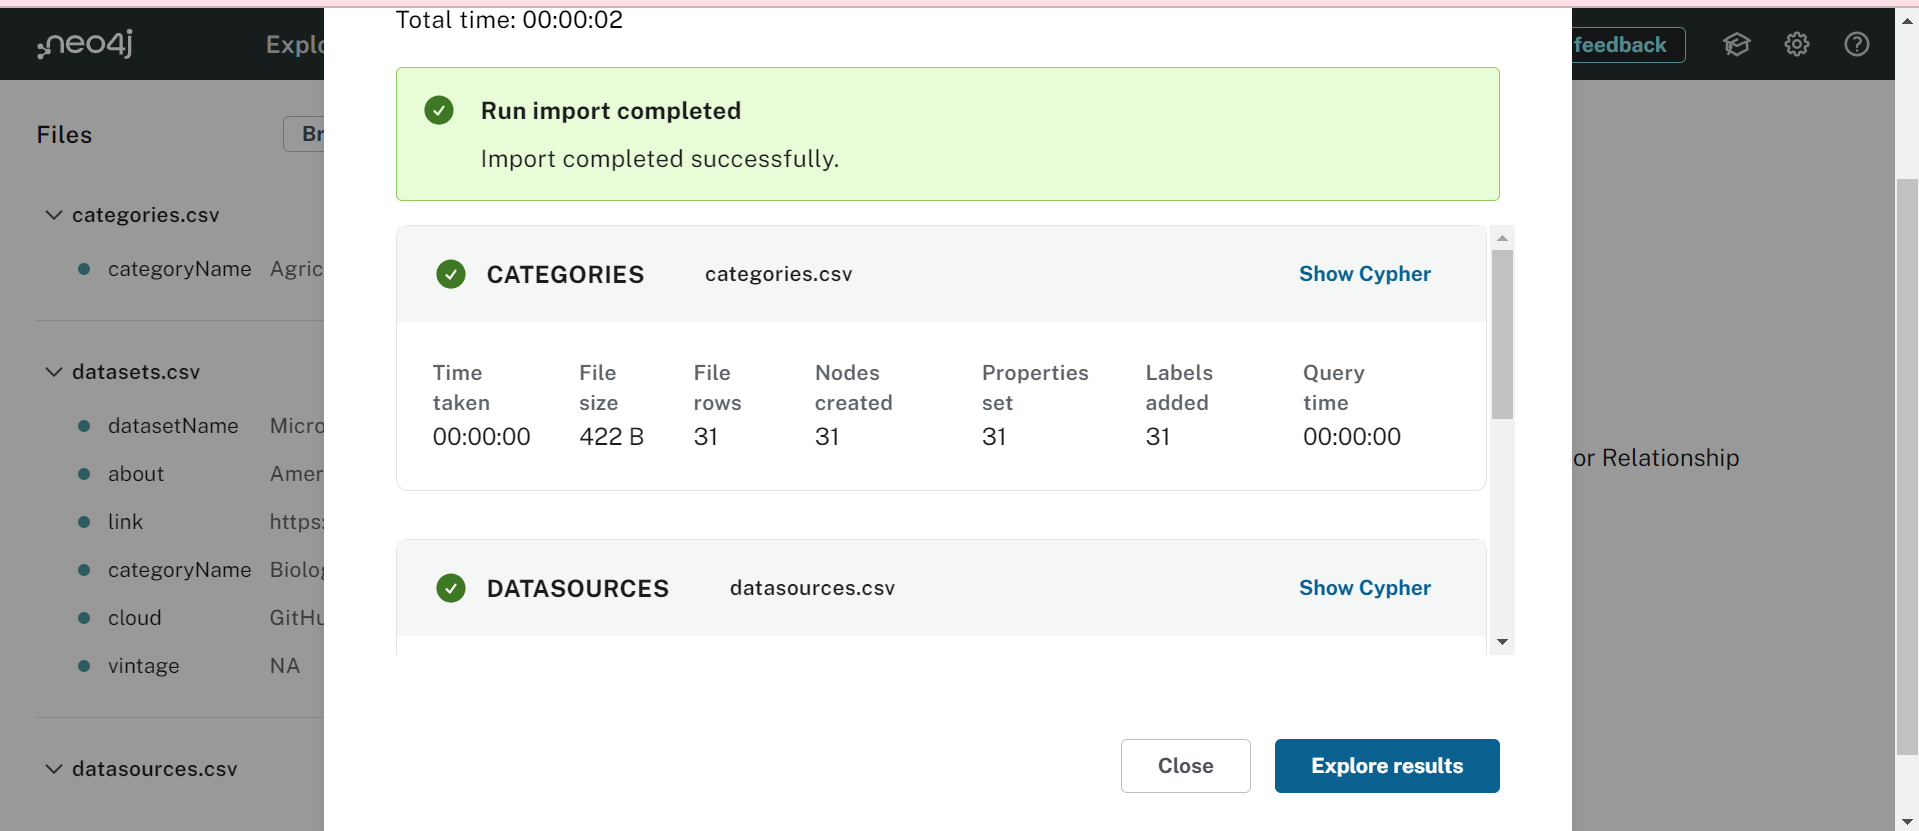 Total time: 00:00:02
neo4j
Explo
feedback
Files
Br
Run import completed
Import completed successfully.
categories.csv
categoryName Agric
CATEGORIES categories.csv Show Cypher
Time taken File size File rows Nodes created Properties set Labels added Query time
00:00:00 422 B 31 31 31 31 00:00:00
datasets.csv
datasetName Micro
about Amer
link https:
categoryName Biolog
cloud GitHu
vintage NA
or Relationship
DATASOURCES datasources.csv Show Cypher
datasources.csv
Close
Explore results